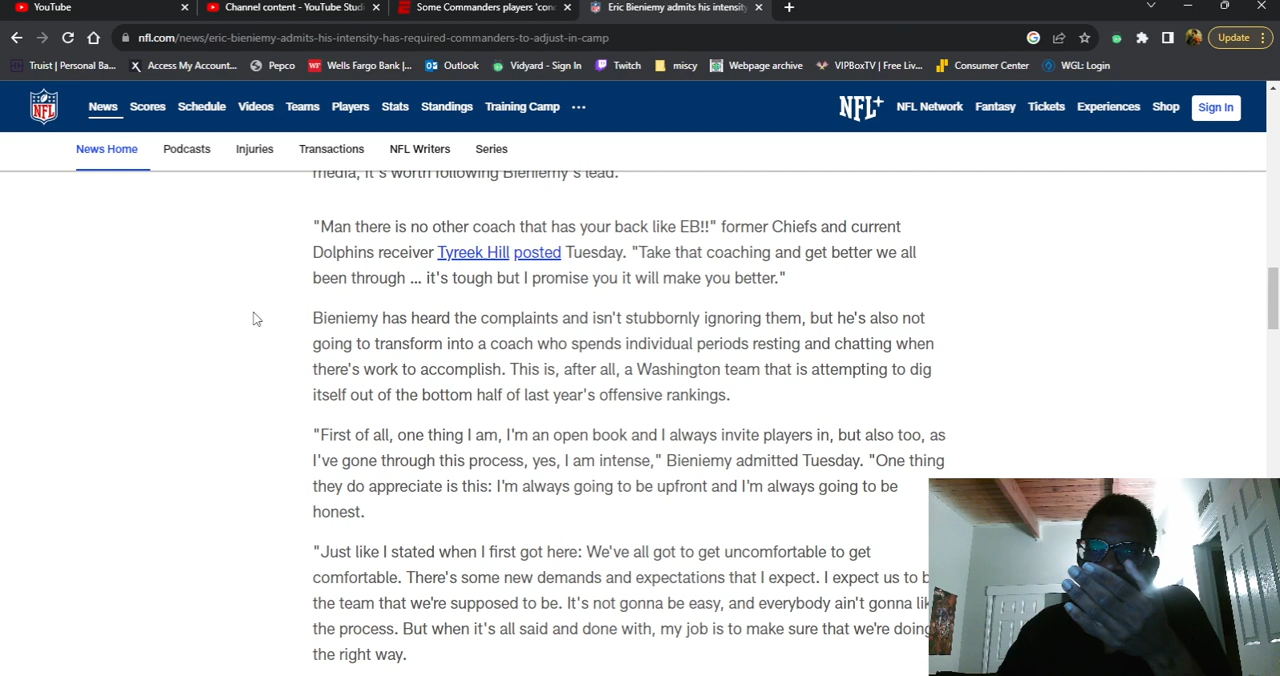 YouTube
Channel content - YouTube Studi
Some Commanders players 'conc
Eric Bieniemy admits his intensity
nfl.com/news/eric-bieniemy-admits-his-intensity-has-required-commanders-to-adjust-in-camp
Update
Truist | Personal Ba... Access My Account... Pepco Wells Fargo Bank |... Outlook Vidyard - Sign In Twitch miscy Webpage archive VIPBoxTV | Free Liv... Consumer Center WGL: Login
NFL News Scores Schedule Videos Teams Players Stats Standings Training Camp ••• NFL+ NFL Network Fantasy Tickets Experiences Shop Sign In
News Home Podcasts Injuries Transactions NFL Writers Series
media, it's worth following Bieniemy's lead.
"Man there is no other coach that has your back like EB!!" former Chiefs and current
Dolphins receiver Tyreek Hill posted Tuesday. "Take that coaching and get better we all
been through ... it's tough but I promise you it will make you better."
Bieniemy has heard the complaints and isn't stubbornly ignoring them, but he's also not
going to transform into a coach who spends individual periods resting and chatting when
there's work to accomplish. This is, after all, a Washington team that is attempting to dig
itself out of the bottom half of last year's offensive rankings.
"First of all, one thing I am, I'm an open book and I always invite players in, but also too, as
I've gone through this process, yes, I am intense," Bieniemy admitted Tuesday. "One thing
they do appreciate is this: I'm always going to be upfront and I'm always going to be
honest.
"Just like I stated when I first got here: We've all got to get uncomfortable to get
comfortable. There's some new demands and expectations that I expect. I expect us to b
the team that we're supposed to be. It's not gonna be easy, and everybody ain't gonna lik
the process. But when it's all said and done with, my job is to make sure that we're doing
the right way.